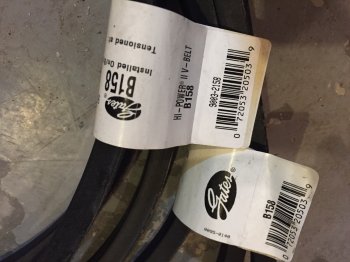 Installed On
Tensioned at:
B158
Gates
HI-POWER® II V-BELT
B158
9003-2158
0 72053 20503 9
Gates®
B158
0 72053 20503 9